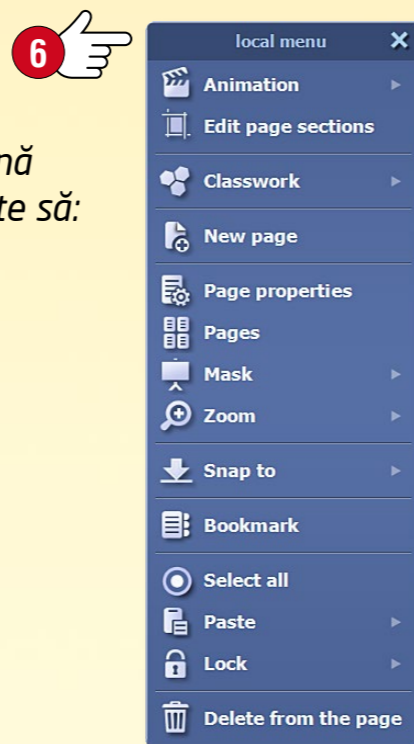 6
local menu
Animation
Edit page sections
nă
te să:
Classwork
New page
Page properties
Pages
Mask
Zoom
Snap to
Bookmark
Select all
Paste
Lock
Delete from the page